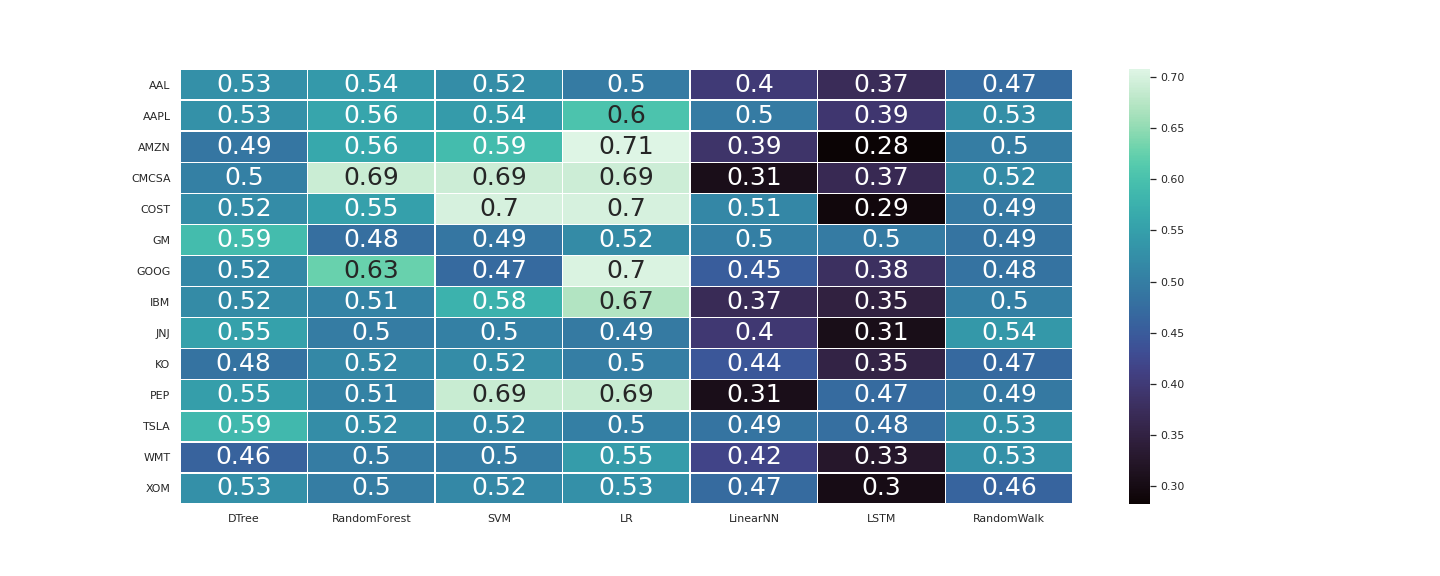 AAL 0.53 0.54 0.52 0.5 0.4 0.37 0.47
AAPL 0.53 0.56 0.54 0.6 0.5 0.39 0.53
AMZN 0.49 0.56 0.59 0.71 0.39 0.28 0.5
CMCSA 0.5 0.69 0.69 0.69 0.31 0.37 0.52
COST 0.52 0.55 0.7 0.7 0.51 0.29 0.49
GM 0.59 0.48 0.49 0.52 0.5 0.5 0.49
GOOG 0.52 0.63 0.47 0.7 0.45 0.38 0.48
IBM 0.52 0.51 0.58 0.67 0.37 0.35 0.5
JNJ 0.55 0.5 0.5 0.49 0.4 0.31 0.54
KO 0.48 0.52 0.52 0.5 0.44 0.35 0.47
PEP 0.55 0.51 0.69 0.69 0.31 0.47 0.49
TSLA 0.59 0.52 0.52 0.5 0.49 0.48 0.53
WMT 0.46 0.5 0.5 0.55 0.42 0.33 0.53
XOM 0.53 0.5 0.52 0.53 0.47 0.3 0.46
DTree RandomForest SVM LR LinearNN LSTM RandomWalk
0.70
0.65
0.60
0.55
0.50
0.45
0.40
0.35
0.30